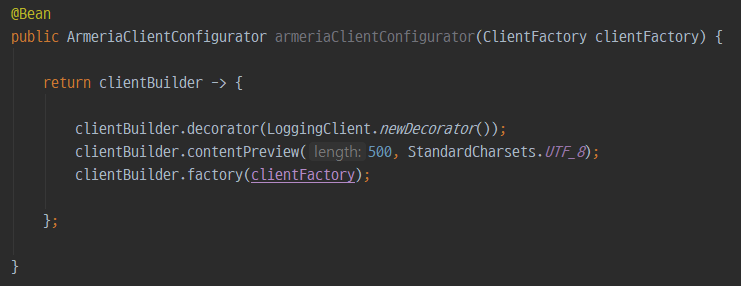 @Bean
public ArmeriaClientConfigurator armeriaClientConfigurator(ClientFactory clientFactory) {
return clientBuilder -> {
clientBuilder.decorator(LoggingClient.newDecorator());
clientBuilder.contentPreview( length: 500, StandardCharsets.UTF_8);
clientBuilder.factory(clientFactory);
};
}